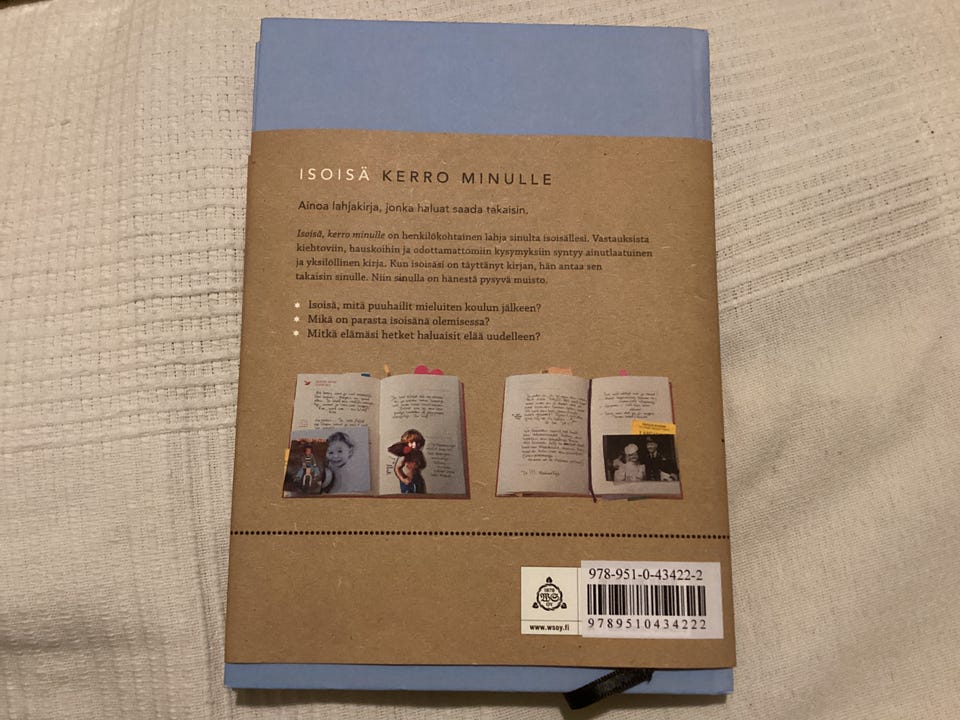 ISOISÄ KERRO MINULLE
Ainoa lahjakirja, jonka haluat saada takaisin.
Isoisä, kerro minulle on henkilökohtainen lahja sinulta isoisällesi. Vastauksista
kiehtoviin, hauskoihin ja odottamattomiin kysymyksiin syntyy ainutlaatuinen
ja yksilöllinen kirja. Kun isoisäsi on täyttänyt kirjan, hän antaa sen
takaisin sinulle. Niin sinulla on hänestä pysyvä muisto.
* Isoisä, mitä puuhailit mieluiten koulun jälkeen?
* Mikä on parasta isoisänä olemisessa?
* Mitkä elämäsi hetket haluaisit elää uudelleen?
1878
WS
OY
www.wsoy.fi
978-951-0-43422-2
9789510434222